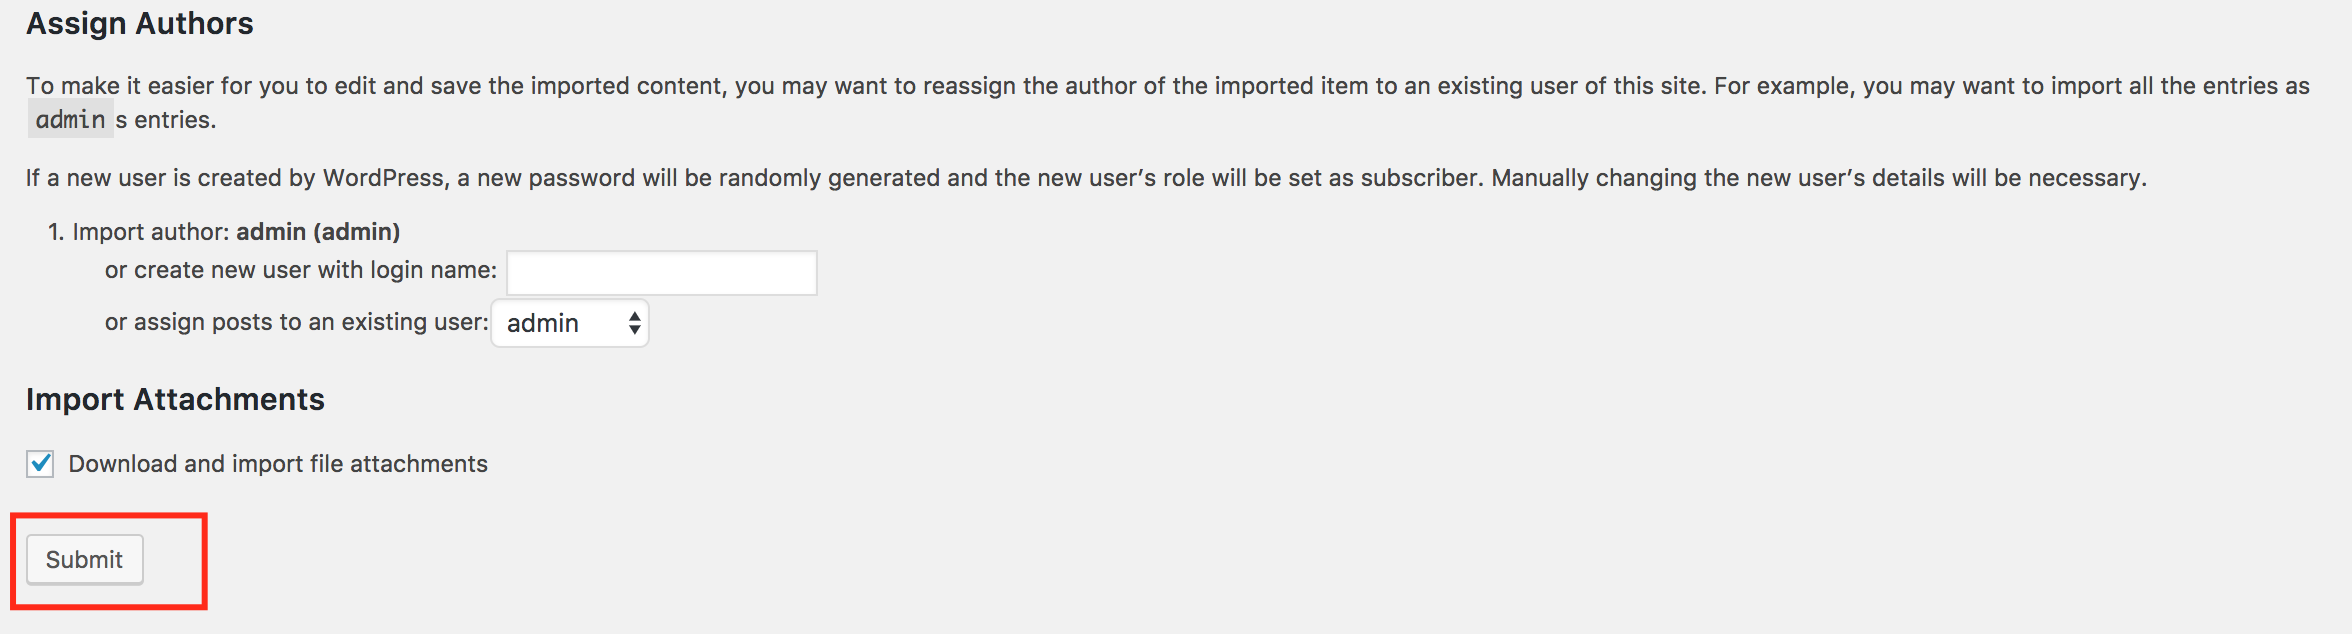 Assign Authors
To make it easier for you to edit and save the imported content, you may want to reassign the author of the imported item to an existing user of this site. For example, you may want to import all the entries as
admin s entries.
If a new user is created by WordPress, a new password will be randomly generated and the new user’s role will be set as subscriber. Manually changing the new user’s details will be necessary.
1. Import author: admin (admin)
or create new user with login name:
or assign posts to an existing user: admin
Import Attachments
Download and import file attachments
Submit